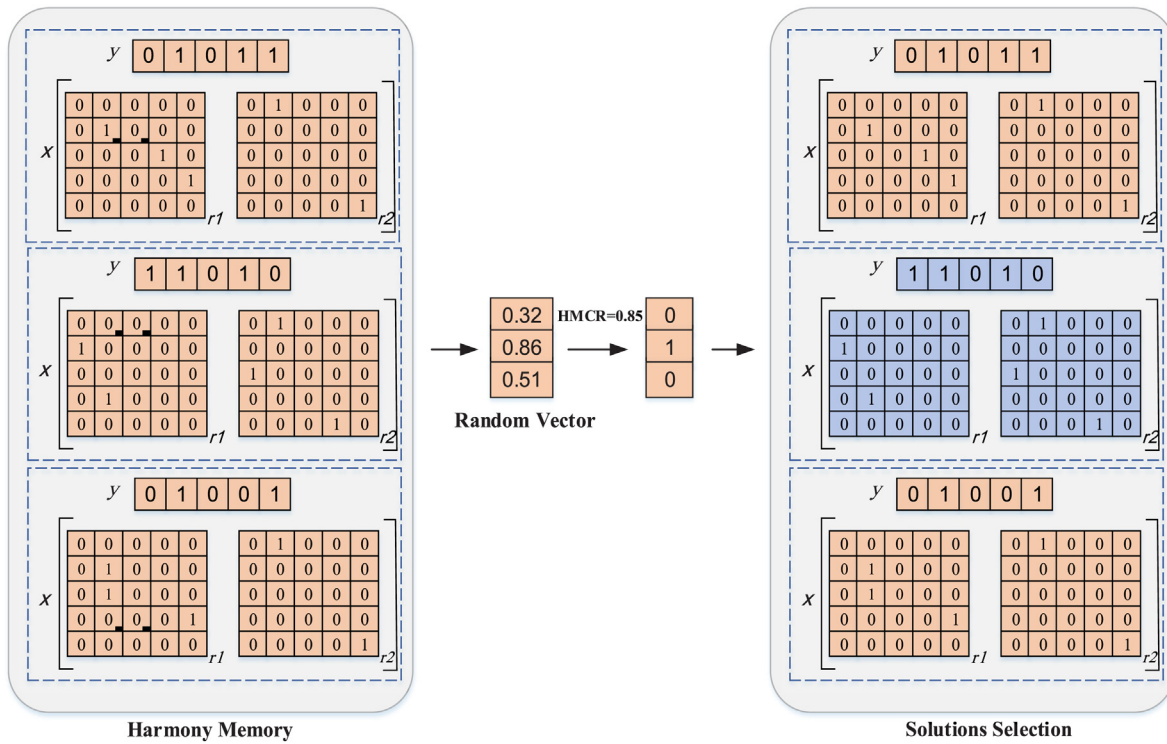 y 0 1 0 1 1
x
0 0 0 0 0
0 1 0 0 0
0 0 0 1 0
0 0 0 0 1
0 0 0 0 0
r1
0 1 0 0 0
0 0 0 0 0
0 0 0 0 0
0 0 0 0 0
0 0 0 0 1
r2
y 1 1 0 1 0
x
0 0 0 0 0
1 0 0 0 0
0 0 0 0 0
0 1 0 0 0
0 0 0 0 0
r1
0 1 0 0 0
0 0 0 0 0
1 0 0 0 0
0 0 0 0 0
0 0 0 1 0
r2
y 0 1 0 0 1
x
0 0 0 0 0
0 1 0 0 0
0 1 0 0 0
0 0 0 0 1
0 0 0 0 0
r1
0 1 0 0 0
0 0 0 0 0
0 0 0 0 0
0 0 0 0 0
0 0 0 0 1
r2
Harmony Memory
0.32
0.86
0.51
Random Vector
HMCR=0.85
0
1
0
y 0 1 0 1 1
x
0 0 0 0 0
0 1 0 0 0
0 0 0 1 0
0 0 0 0 1
0 0 0 0 0
r1
0 1 0 0 0
0 0 0 0 0
0 0 0 0 0
0 0 0 0 0
0 0 0 0 1
r2
y 1 1 0 1 0
x
0 0 0 0 0
1 0 0 0 0
0 0 0 0 0
0 1 0 0 0
0 0 0 0 0
r1
0 1 0 0 0
0 0 0 0 0
1 0 0 0 0
0 0 0 0 0
0 0 0 1 0
r2
y 0 1 0 0 1
x
0 0 0 0 0
0 1 0 0 0
0 1 0 0 0
0 0 0 0 1
0 0 0 0 0
r1
0 1 0 0 0
0 0 0 0 0
0 0 0 0 0
0 0 0 0 0
0 0 0 0 1
r2
Solutions Selection